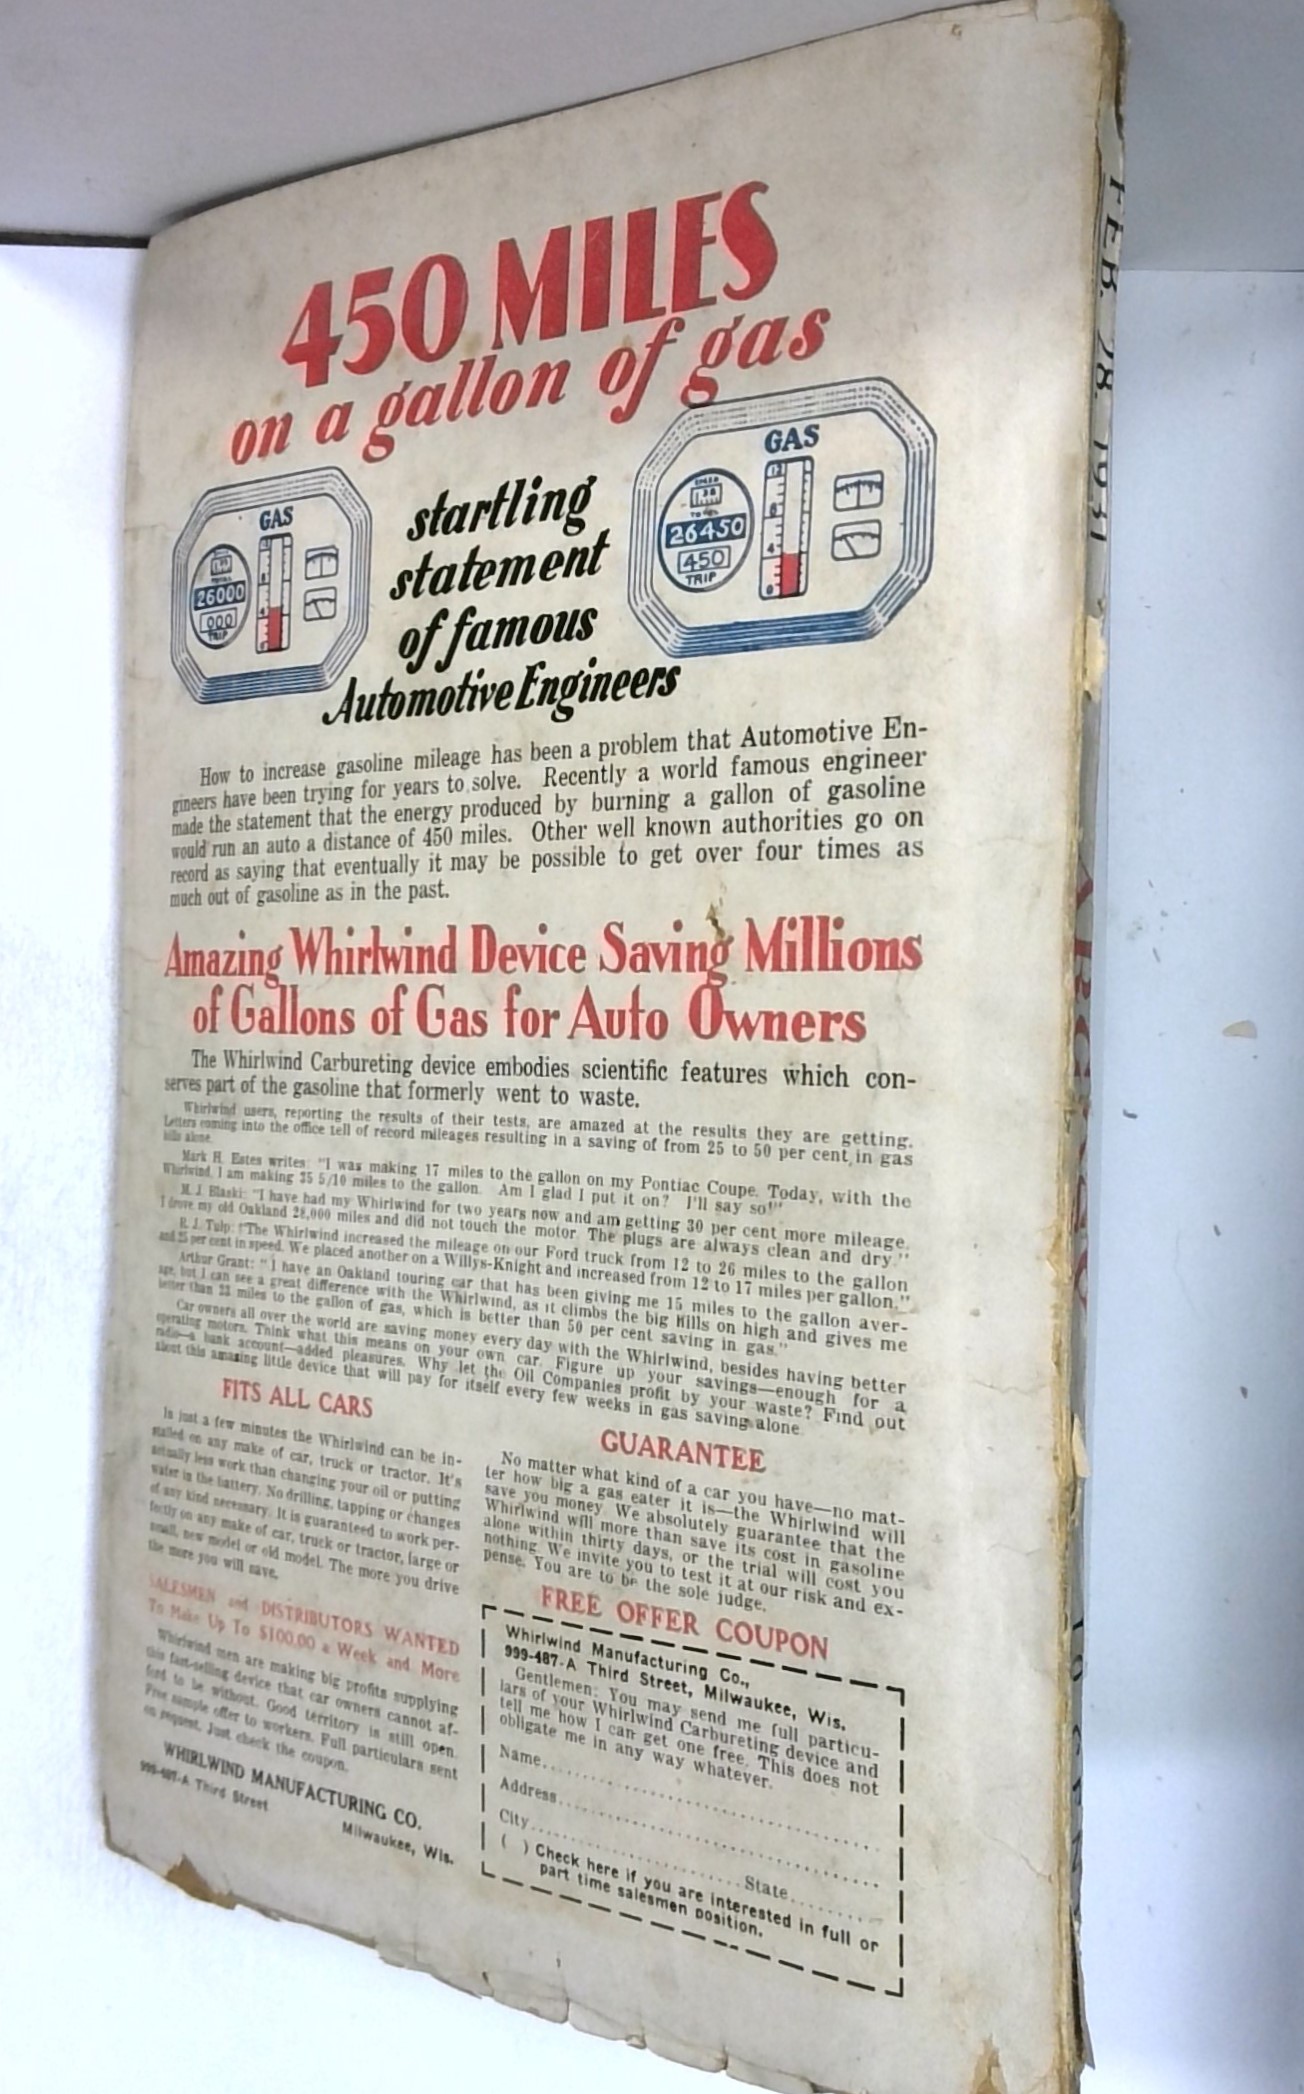 450 MILES
on a gallon of gas
startling
statement
of famous
Automotive Engineers
GAS
TOTAL
26000
000
TRIP
GAS
TOTAL
26450
450
TRIP
How to increase gasoline mileage has been a problem that Automotive En-
gineers have been trying for years to solve. Recently a world famous engineer
made the statement that the energy produced by burning a gallon of gasoline
would run an auto a distance of 450 miles. Other well known authorities go on
record as saying that eventually it may be possible to get over four times as
much out of gasoline as in the past.
Amazing Whirlwind Device Saving Millions
of Gallons of Gas for Auto Owners
The Whirlwind Carbureting device embodies scientific features which con-
serves part of the gasoline that formerly went to waste.
Whirlwind users, reporting the results of their tests, are amazed at the results they are getting.
Letters coming into the office tell of record mileages resulting in a saving of from 25 to 50 per cent in gas
bills alone.
Mark H. Estes writes: "I was making 17 miles to the gallon on my Pontiac Coupe. Today, with the
Whirlwind, I am making 35 5/10 miles to the gallon. Am I glad I put it on? I'll say so!"
M. J. Blaski: "I have had my Whirlwind for two years now and am getting 30 per cent more mileage.
I drove my old Oakland 28,000 miles and did not touch the motor. The plugs are always clean and dry."
R. J. Tulp: "The Whirlwind increased the mileage on our Ford truck from 12 to 26 miles to the gallon
and 25 per cent in speed. We placed another on a Willys-Knight and increased from 12 to 17 miles per gallon."
Arthur Grant: "I have an Oakland touring car that has been giving me 15 miles to the gallon aver-
age, but I can see a great difference with the Whirlwind, as it climbs the big hills on high and gives me
better than 23 miles to the gallon of gas, which is better than 50 per cent saving in gas."
Car owners all over the world are saving money every day with the Whirlwind, besides having better
operating motors. Think what this means on your own car. Figure up your savings—enough for a
radio—a bank account—added pleasures. Why let the Oil Companies profit by your waste? Find out
about this amazing little device that will pay for itself every few weeks in gas saving alone
FITS ALL CARS
In just a few minutes the Whirlwind can be in-
stalled on any make of car, truck or tractor. It's
actually less work than changing your oil or putting
water in the battery. No drilling, tapping or changes
of any kind necessary. It is guaranteed to work per-
fectly on any make of car, truck or tractor, large or
small, new model or old model. The more you drive
the more you will save.
SALESMEN and DISTRIBUTORS WANTED
To Make Up To $100.00 a Week and More
Whirlwind men are making big profits supplying
this fast-selling device that car owners cannot af-
ford to be without. Good territory is still open.
Free sample offer to workers. Full particulars sent
on request. Just check the coupon.
WHIRLWIND MANUFACTURING CO.
999-487-A Third Street
Milwaukee, Wis.
GUARANTEE
No matter what kind of a car you have—no mat-
ter how big a gas eater it is—the Whirlwind will
save you money. We absolutely guarantee that the
Whirlwind will more than save its cost in gasoline
alone within thirty days, or the trial will cost you
nothing. We invite you to test it at our risk and ex-
pense. You are to be the sole judge.
FREE OFFER COUPON
Whirlwind Manufacturing Co.,
999-487-A Third Street, Milwaukee, Wis.
Gentlemen: You may send me full particu-
lars of your Whirlwind Carbureting device and
tell me how I can get one free. This does not
obligate me in any way whatever.
Name
Address
City State
( ) Check here if you are interested in full or
part time salesmen position.
FEB. 28. 1931
ARGOSY